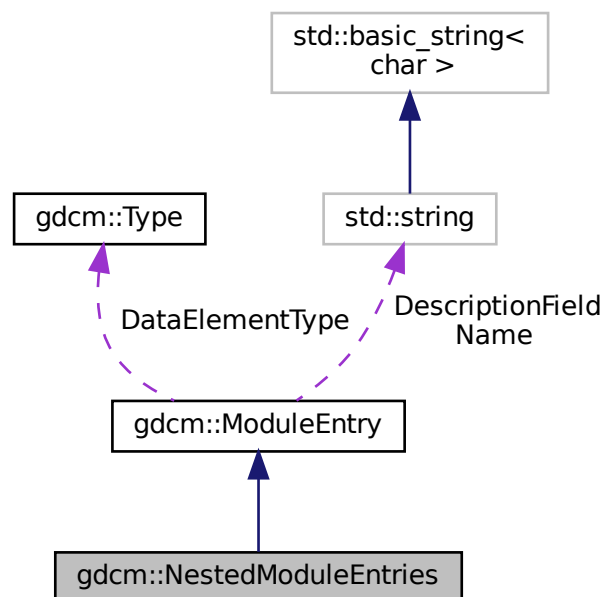 std::basic_string<
char >
gdcm::Type
std::string
DataElementType
DescriptionField
Name
gdcm::ModuleEntry
gdcm::NestedModuleEntries